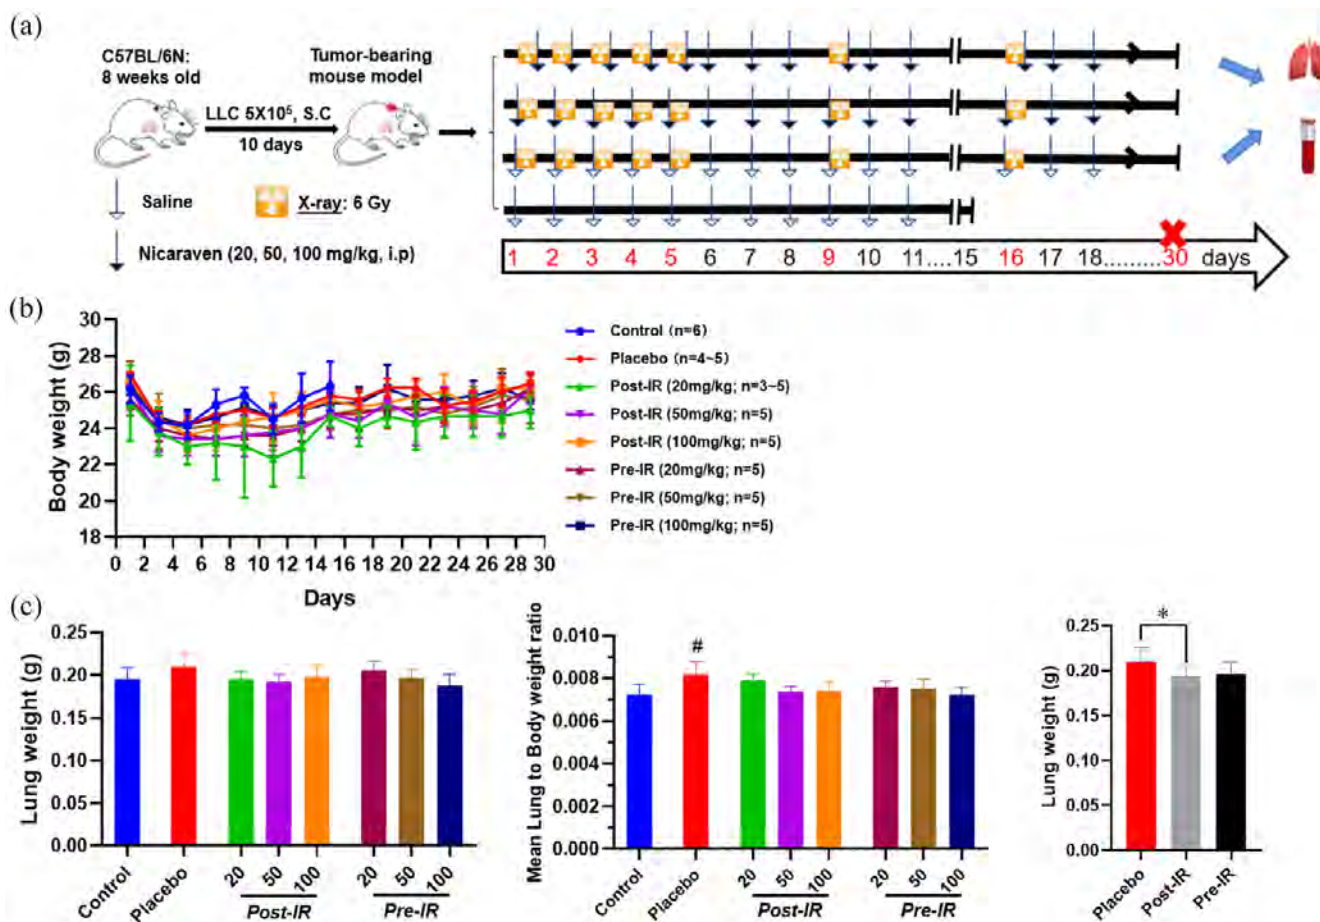 (a)
C57BL/6N:
8 weeks old
Tumor-bearing
mouse model
LLC 5X10⁵, S.C
10 days
Saline
X-ray: 6 Gy
Nicaraven (20, 50, 100 mg/kg, i.p)
1 2 3 4 5 6 7 8 9 10 11....15 16 17 18.........30 days
(b)
Body weight (g)
30
28
26
24
22
20
18
0 2 4 6 8 10 12 14 16 18 20 22 24 26 28 30
Days
Control (n=6)
Placebo (n=4~5)
Post-IR (20mg/kg; n=3~5)
Post-IR (50mg/kg; n=5)
Post-IR (100mg/kg; n=5)
Pre-IR (20mg/kg; n=5)
Pre-IR (50mg/kg; n=5)
Pre-IR (100mg/kg; n=5)
(c)
Lung weight (g)
0.25
0.20
0.15
0.10
0.05
0.00
Control Placebo 20 50 100 20 50 100
Post-IR Pre-IR
Mean Lung to Body weight ratio
0.010
0.008
0.006
0.004
0.002
0.000
#
Control Placebo 20 50 100 20 50 100
Post-IR Pre-IR
Lung weight (g)
0.25
0.20
0.15
0.10
0.05
0.00
*
Placebo Post-IR Pre-IR